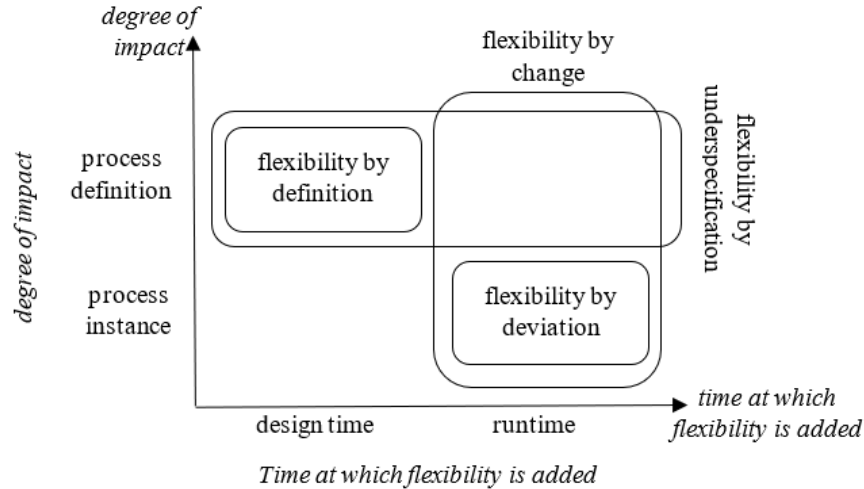 degree of
impact
flexibility by
change
flexibility by
underspecification
process
definition
flexibility by
definition
degree of impact
process
instance
flexibility by
deviation
time at which
flexibility is added
design time
runtime
Time at which flexibility is added